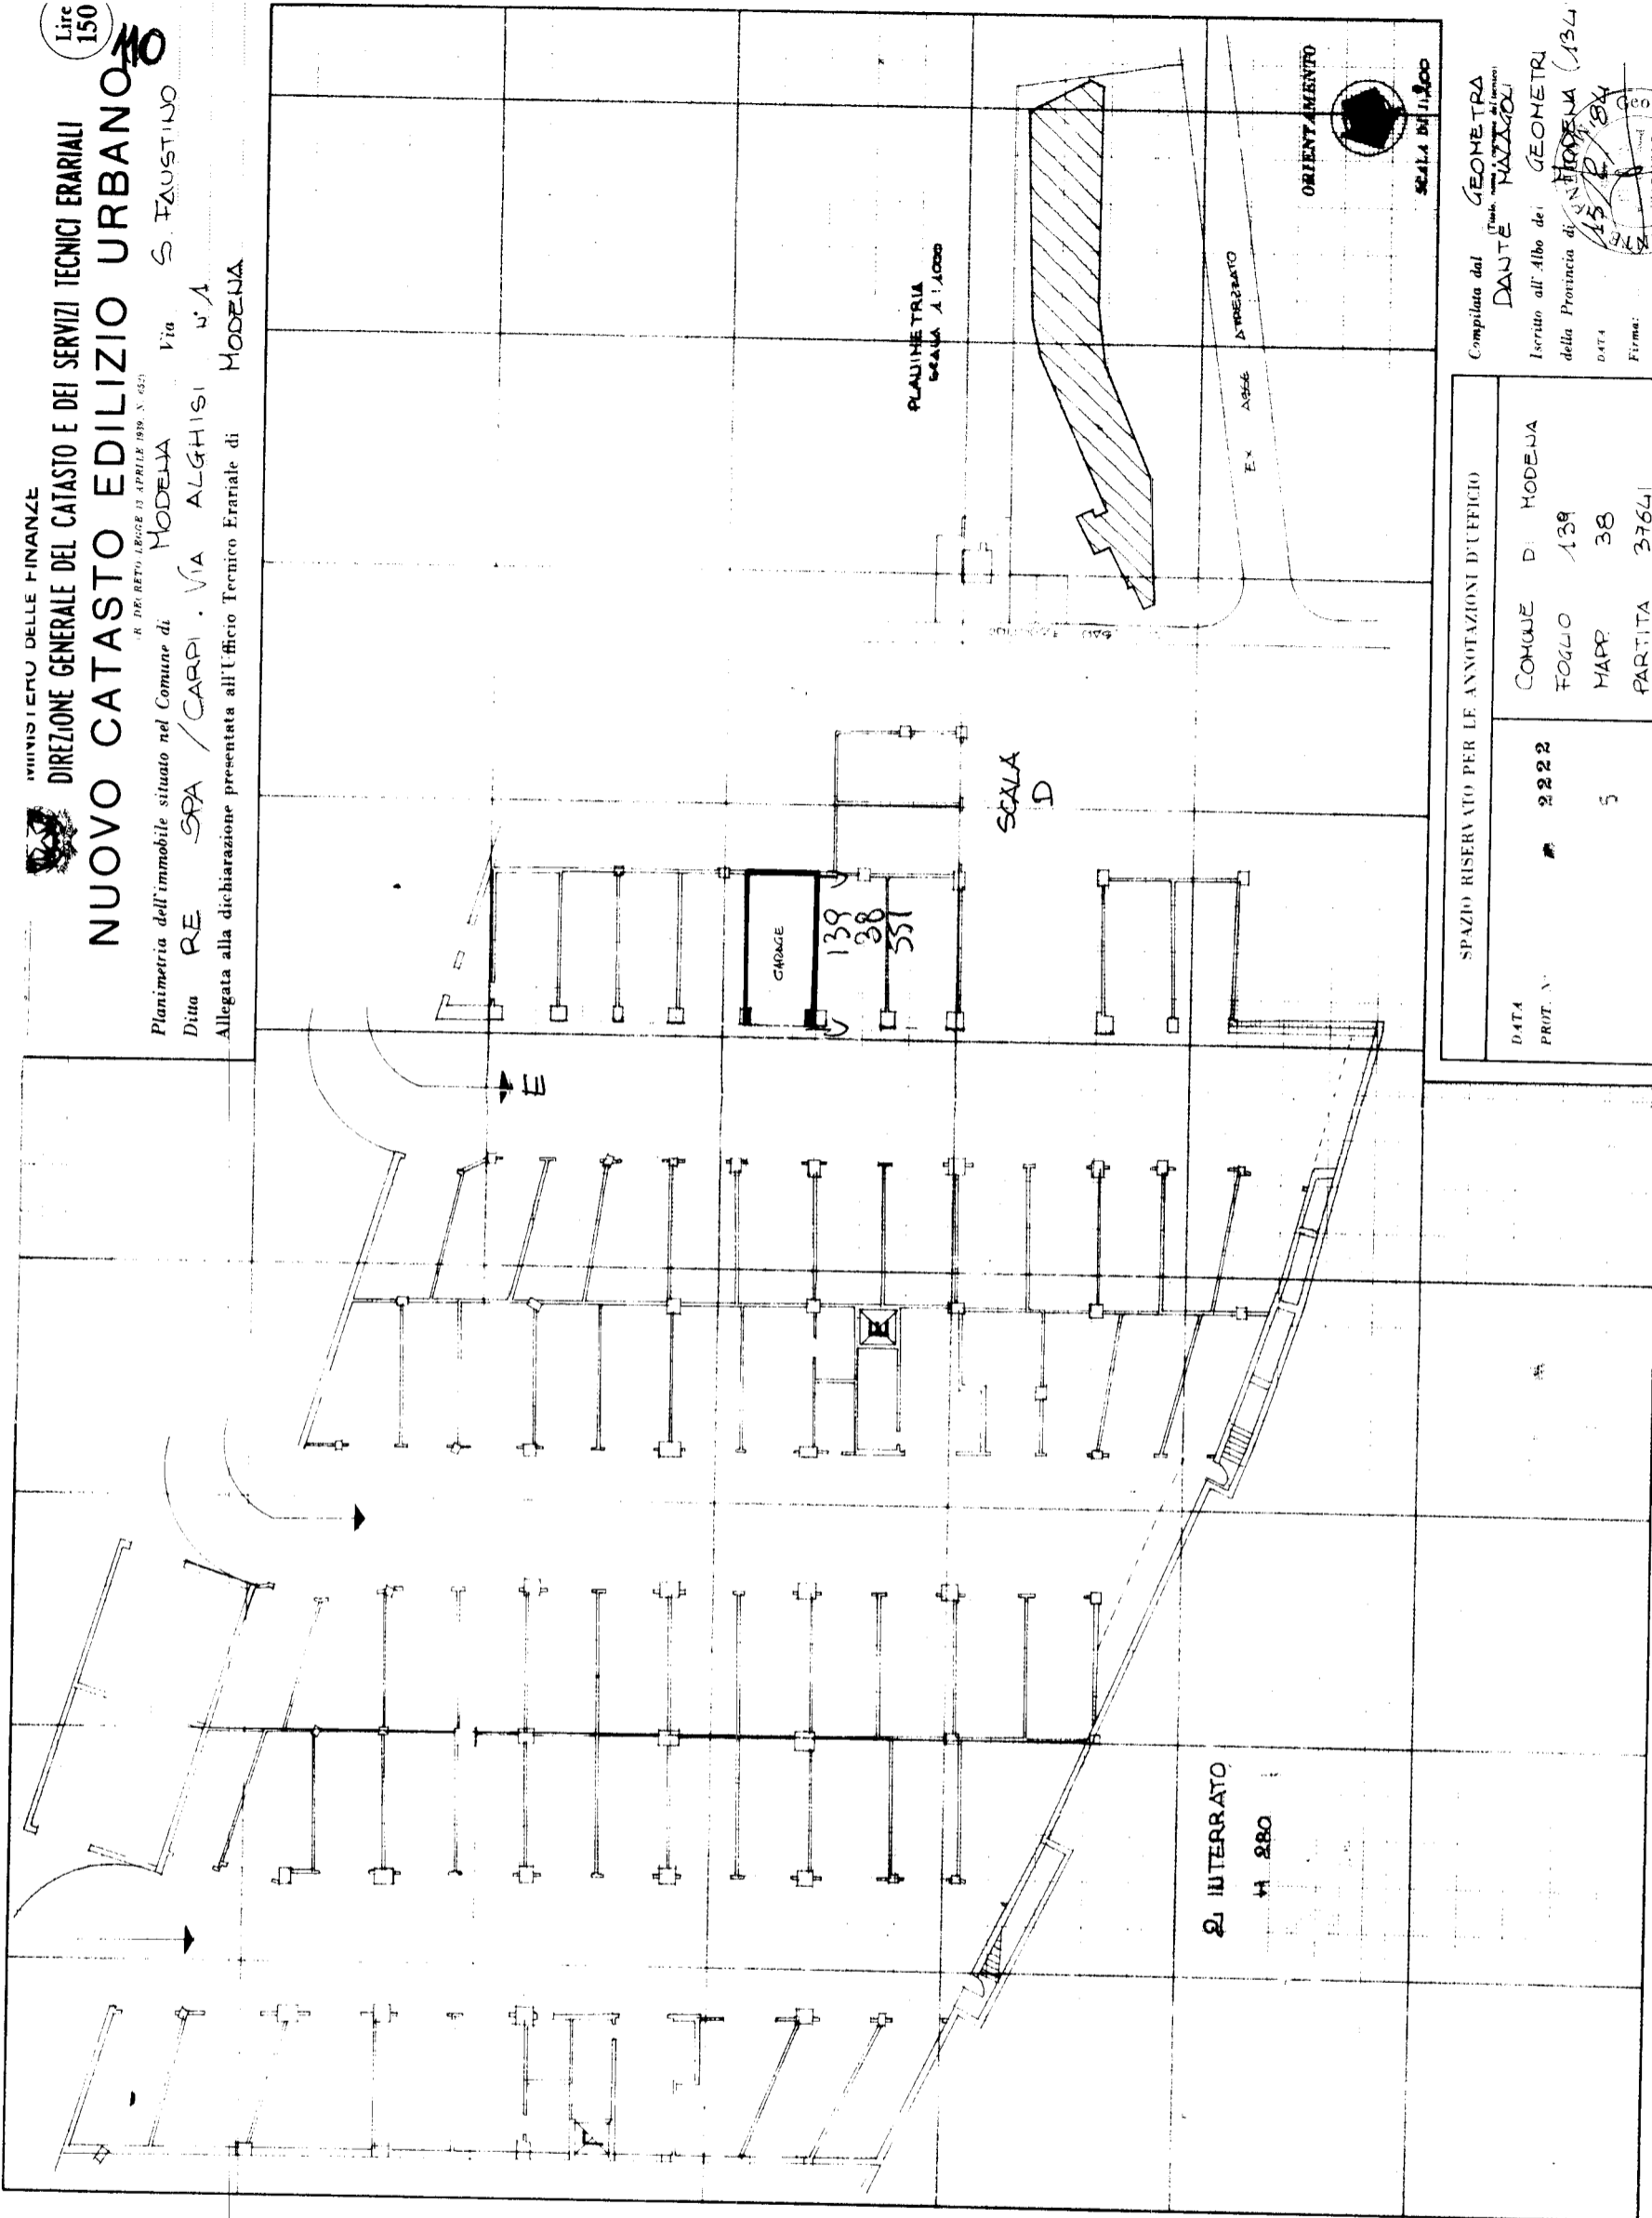 Lire
150
110
MINISTERO DELLE FINANZE
DIREZIONE GENERALE DEL CATASTO E DEI SERVIZI TECNICI ERARIALI
NUOVO CATASTO EDILIZIO URBANO
Planimetria dell'immobile situato nel Comune di MODENA Via S. FAUSTINO
Ditta RE SPA / CARPI . VIA ALGHISI N° 1
Allegata alla dichiarazione presentata all'Ufficio Tecnico Erariale di MODENA
PLANIMETRIA
SCALA 1:1000
EX ASSE ATTREZZATO
ORIENTAMENTO
SCALA DI 1:200
SCALA
D
GARAGE
139
38
551
E
E
F
2 INTERRATO
H 280
SPAZIO RISERVATO PER LE ANNOTAZIONI D'UFFICIO
DATA
PROT. N° 2222
5
COMUNE DI MODENA
FOGLIO 139
MAPP. 38
PARTITA 37641
Compilata dal GEOMETRA
DANTE MALAGOLI
Iscritto all'Albo dei GEOMETRI
della Provincia di MODENA (134
DATA
Firma: